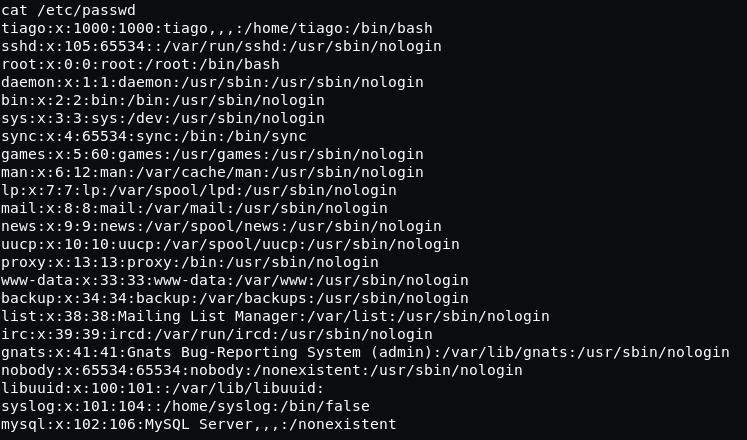 cat /etc/passwd
tiago:x:1000:1000:tiago,,,:/home/tiago:/bin/bash
sshd:x:105:65534::/var/run/sshd:/usr/sbin/nologin
root:x:0:0:root:/root:/bin/bash
daemon:x:1:1:daemon:/usr/sbin:/usr/sbin/nologin
bin:x:2:2:bin:/bin:/usr/sbin/nologin
sys:x:3:3:sys:/dev:/usr/sbin/nologin
sync:x:4:65534:sync:/bin:/bin/sync
games:x:5:60:games:/usr/games:/usr/sbin/nologin
man:x:6:12:man:/var/cache/man:/usr/sbin/nologin
lp:x:7:7:lp:/var/spool/lpd:/usr/sbin/nologin
mail:x:8:8:mail:/var/mail:/usr/sbin/nologin
news:x:9:9:news:/var/spool/news:/usr/sbin/nologin
uucp:x:10:10:uucp:/var/spool/uucp:/usr/sbin/nologin
proxy:x:13:13:proxy:/bin:/usr/sbin/nologin
www-data:x:33:33:www-data:/var/www:/usr/sbin/nologin
backup:x:34:34:backup:/var/backups:/usr/sbin/nologin
list:x:38:38:Mailing List Manager:/var/list:/usr/sbin/nologin
irc:x:39:39:ircd:/var/run/ircd:/usr/sbin/nologin
gnats:x:41:41:Gnats Bug-Reporting System (admin):/var/lib/gnats:/usr/sbin/nologin
nobody:x:65534:65534:nobody:/nonexistent:/usr/sbin/nologin
libuuid:x:100:101::/var/lib/libuuid:
syslog:x:101:104::/home/syslog:/bin/false
mysql:x:102:106:MySQL Server,,,:/nonexistent